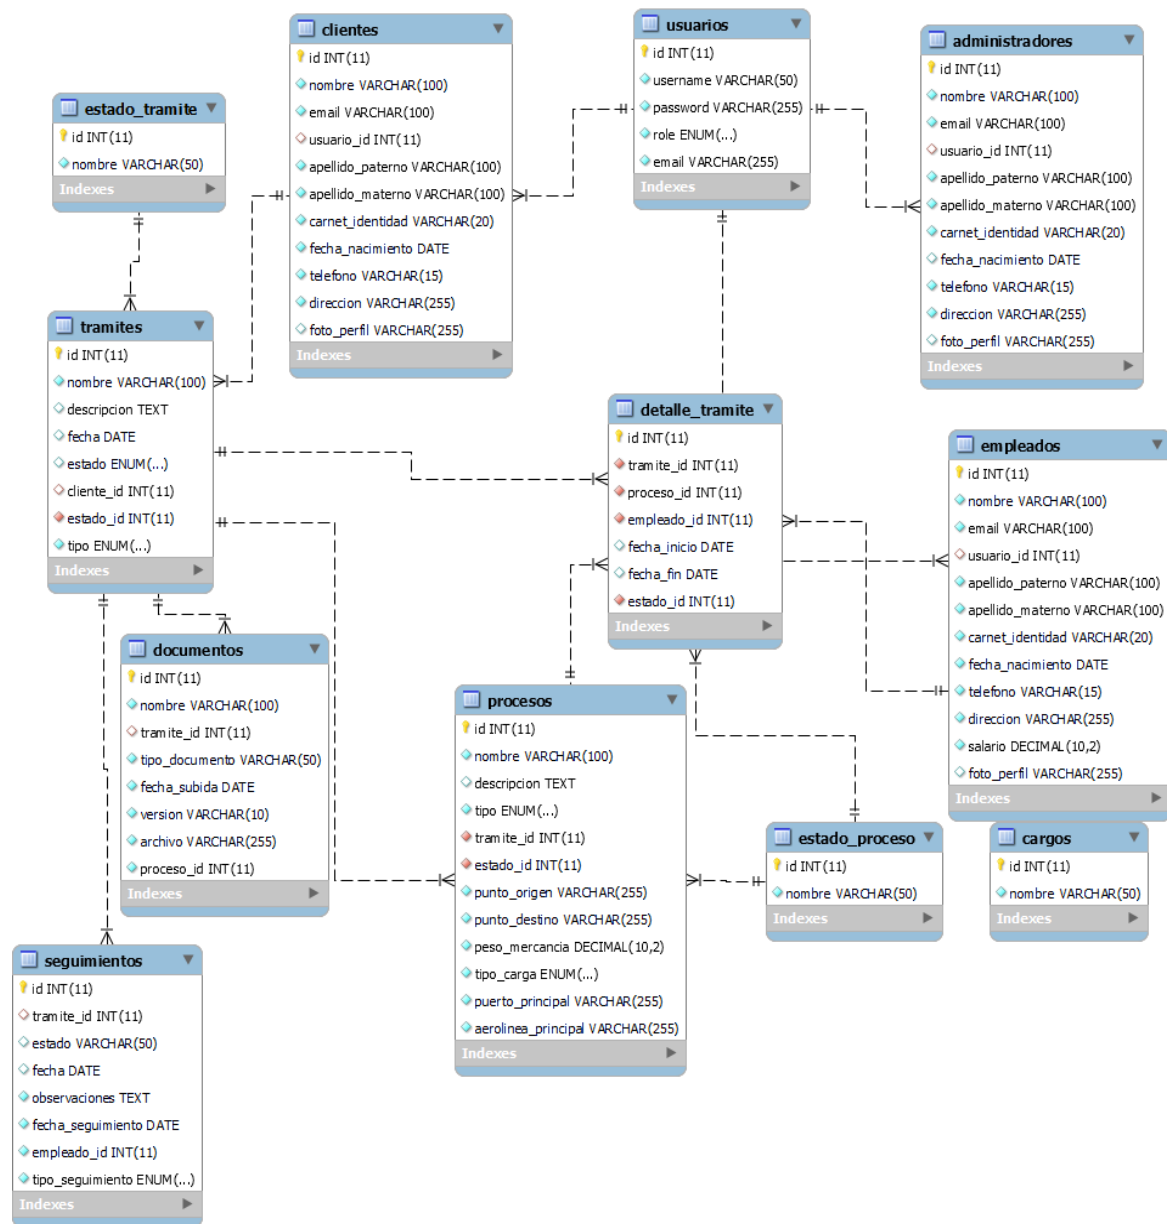 estado_tramite
id INT(11)
nombre VARCHAR(50)
Indexes
clientes
id INT(11)
nombre VARCHAR(100)
email VARCHAR(100)
usuario_id INT(11)
apellido_paterno VARCHAR(100)
apellido_materno VARCHAR(100)
carnet_identidad VARCHAR(20)
fecha_nacimiento DATE
telefono VARCHAR(15)
direccion VARCHAR(255)
foto_perfil VARCHAR(255)
Indexes
usuarios
id INT(11)
username VARCHAR(50)
password VARCHAR(255)
role ENUM(...)
email VARCHAR(255)
Indexes
administradores
id INT(11)
nombre VARCHAR(100)
email VARCHAR(100)
usuario_id INT(11)
apellido_paterno VARCHAR(100)
apellido_materno VARCHAR(100)
carnet_identidad VARCHAR(20)
fecha_nacimiento DATE
telefono VARCHAR(15)
direccion VARCHAR(255)
foto_perfil VARCHAR(255)
Indexes
tramites
id INT(11)
nombre VARCHAR(100)
descripcion TEXT
fecha DATE
estado ENUM(...)
cliente_id INT(11)
estado_id INT(11)
tipo ENUM(...)
Indexes
detalle_tramite
id INT(11)
tramite_id INT(11)
proceso_id INT(11)
empleado_id INT(11)
fecha_inicio DATE
fecha_fin DATE
estado_id INT(11)
Indexes
empleados
id INT(11)
nombre VARCHAR(100)
email VARCHAR(100)
usuario_id INT(11)
apellido_paterno VARCHAR(100)
apellido_materno VARCHAR(100)
carnet_identidad VARCHAR(20)
fecha_nacimiento DATE
telefono VARCHAR(15)
direccion VARCHAR(255)
salario DECIMAL(10,2)
foto_perfil VARCHAR(255)
Indexes
documentos
id INT(11)
nombre VARCHAR(100)
tramite_id INT(11)
tipo_documento VARCHAR(50)
fecha_subida DATE
version VARCHAR(10)
archivo VARCHAR(255)
proceso_id INT(11)
Indexes
procesos
id INT(11)
nombre VARCHAR(100)
descripcion TEXT
tipo ENUM(...)
tramite_id INT(11)
estado_id INT(11)
punto_origen VARCHAR(255)
punto_destino VARCHAR(255)
peso_mercancia DECIMAL(10,2)
tipo_carga ENUM(...)
puerto_principal VARCHAR(255)
aerolinea_principal VARCHAR(255)
Indexes
estado_proceso
id INT(11)
nombre VARCHAR(50)
Indexes
cargos
id INT(11)
nombre VARCHAR(50)
Indexes
seguimientos
id INT(11)
tramite_id INT(11)
estado VARCHAR(50)
fecha DATE
observaciones TEXT
fecha_seguimiento DATE
empleado_id INT(11)
tipo_seguimiento ENUM(...)
Indexes